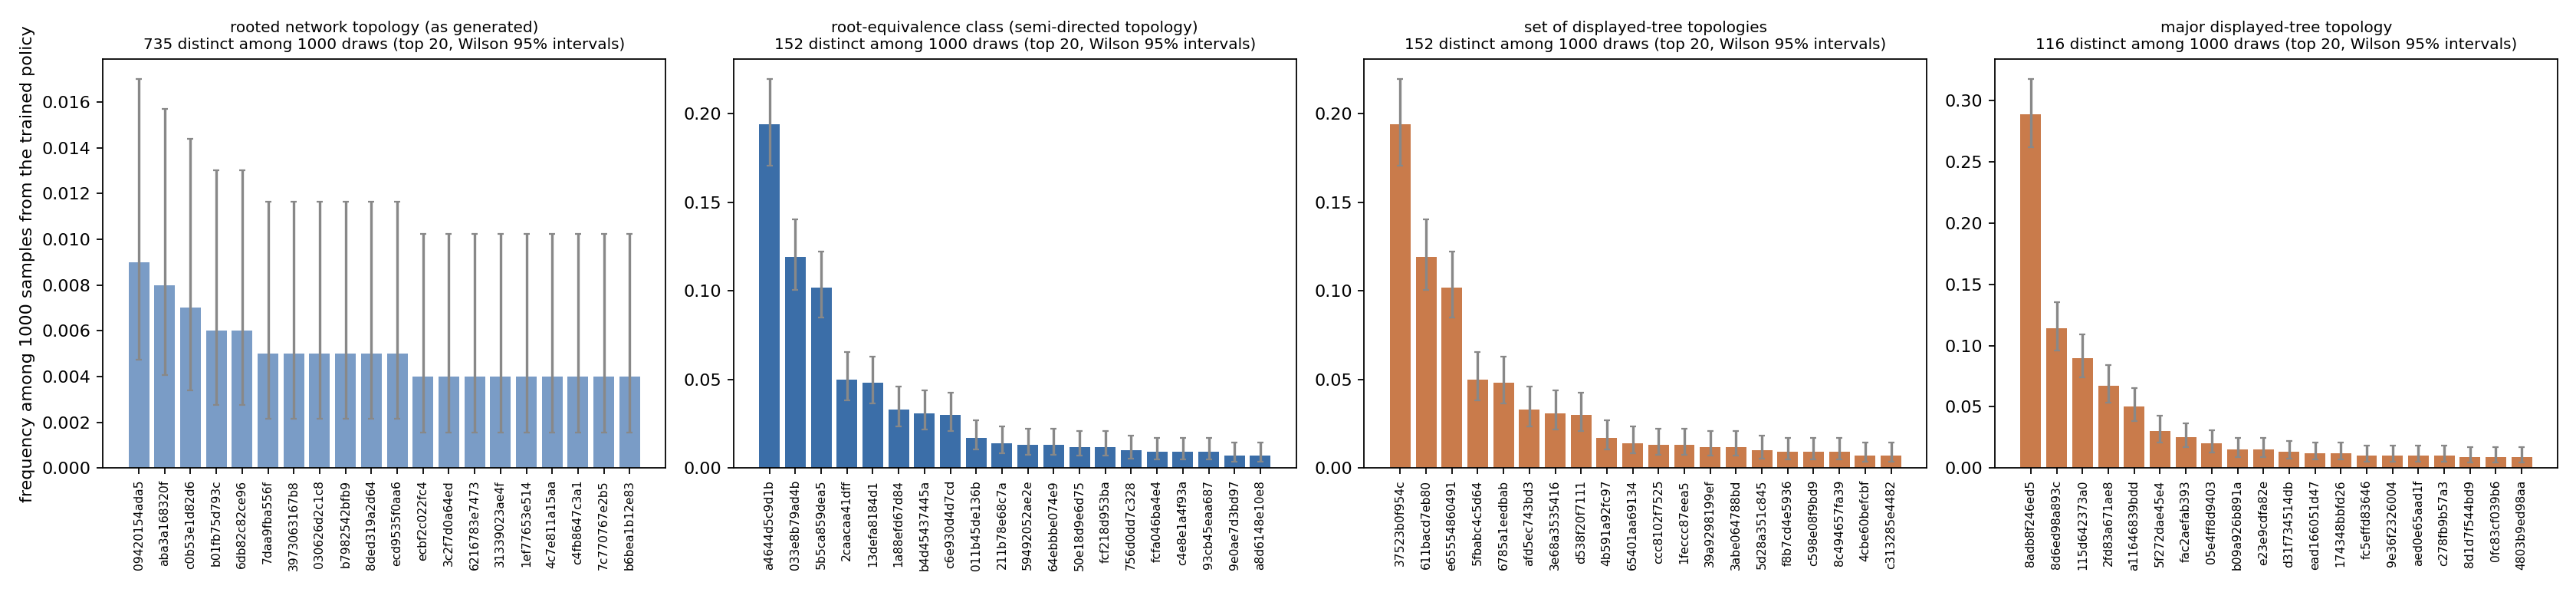 frequency among 1000 samples from the trained policy
rooted network topology (as generated)
735 distinct among 1000 draws (top 20, Wilson 95% intervals)
0.016
0.014
0.012
0.010
0.008
0.006
0.004
0.002
0.000
09420154ada5
aba3a316320f
c0b53e1d82d6
b01fb75d793c
6db82c82ce96
7daa9fba556f
3973063167b8
030626d2c1c8
b7982542bfb9
8ded319a2d64
ecd9535f0aa6
ecbf2c022fc4
3c2f7d0a64ed
6216783e7473
31339023ae4f
1ef77653e514
4c7e811a15aa
c4fb8647c3a1
7c770767e2b5
b6bea1b12e83
root-equivalence class (semi-directed topology)
152 distinct among 1000 draws (top 20, Wilson 95% intervals)
0.20
0.15
0.10
0.05
0.00
a4644d5c9d1b
033e8b79ad4b
5b5ca859dea5
2caacaa41dff
13defa8184d1
1a88efd67d84
b4d45437445a
c6e930d4d7cd
011b45de136b
211b78e68c7a
59492052ae2e
64ebbbe074e9
50e18d9e6d75
fcf218d953ba
756d0dd7c328
fcfa046ba4e4
c4e8e1a4f93a
93cb45eaa687
9e0ae7d3bd97
a8d6148e10e8
set of displayed-tree topologies
152 distinct among 1000 draws (top 20, Wilson 95% intervals)
0.20
0.15
0.10
0.05
0.00
37523b0f954c
611bacd7eb80
e65554860491
5fbabc4c5d64
6785a1eedbab
afd5ec743bd3
3e68a3535416
d538f20f7111
4b591a92fc97
65401aa69134
ccc8102f7525
1feccc87eea5
39a9298199ef
3abe064788bd
5d28a351c845
f8b7cd4e5936
c598e08f9bd9
8c494657fa39
4cbe60befcbf
c313285e4482
major displayed-tree topology
116 distinct among 1000 draws (top 20, Wilson 95% intervals)
0.30
0.25
0.20
0.15
0.10
0.05
0.00
8adb8f246ed5
8d6ed98a893c
115d642373a0
2fd83a671ae8
a11646839bdd
5f272dae45e4
fac2aefab393
05e4ff8d9403
b09a926b891a
e23e9cdfa82e
d31f73451 4db
ead166051d47
174348bbfd26
fc5effd83646
9e36f2326004
aed0e65aad1f
c278fb9b57a3
8d1d7f544bd9
0fc83cf039b6
4803b9ed98aa